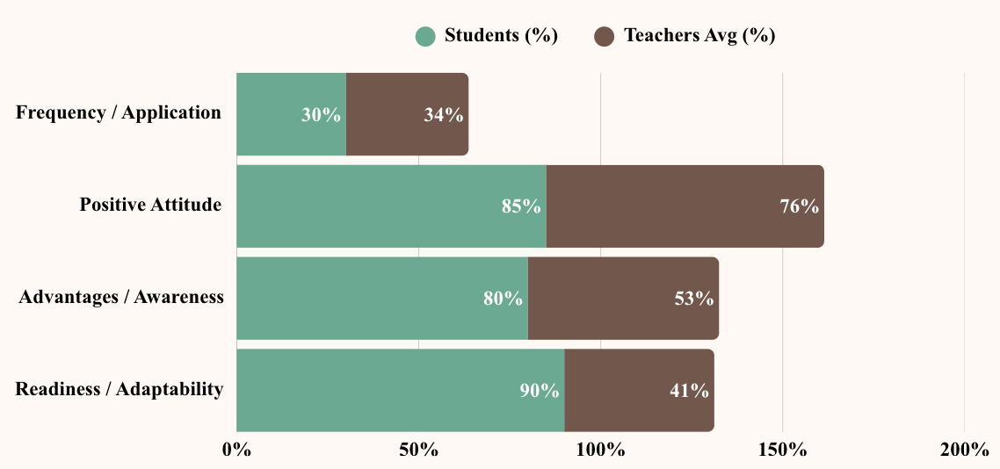 Students (%) Teachers Avg (%)
Frequency / Application 30% 34%
Positive Attitude 85% 76%
Advantages / Awareness 80% 53%
Readiness / Adaptability 90% 41%
0% 50% 100% 150% 200%